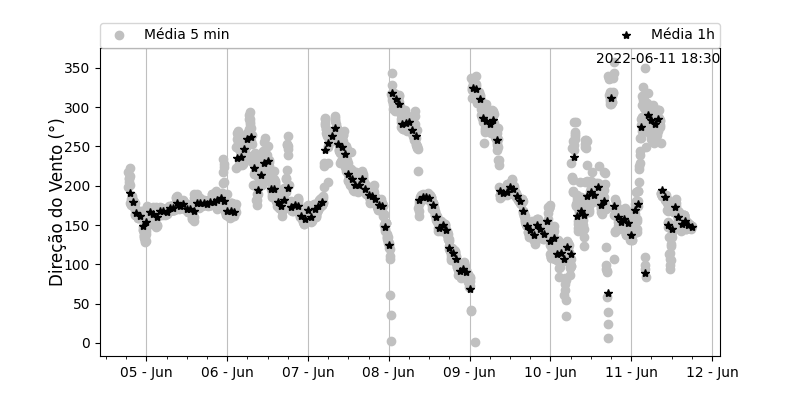 Média 5 min
Média 1h
2022-06-11 18:30
Direção do Vento (°)
350
300
250
200
150
100
50
0
05 - Jun
06 - Jun
07 - Jun
08 - Jun
09 - Jun
10 - Jun
11 - Jun
12 - Jun